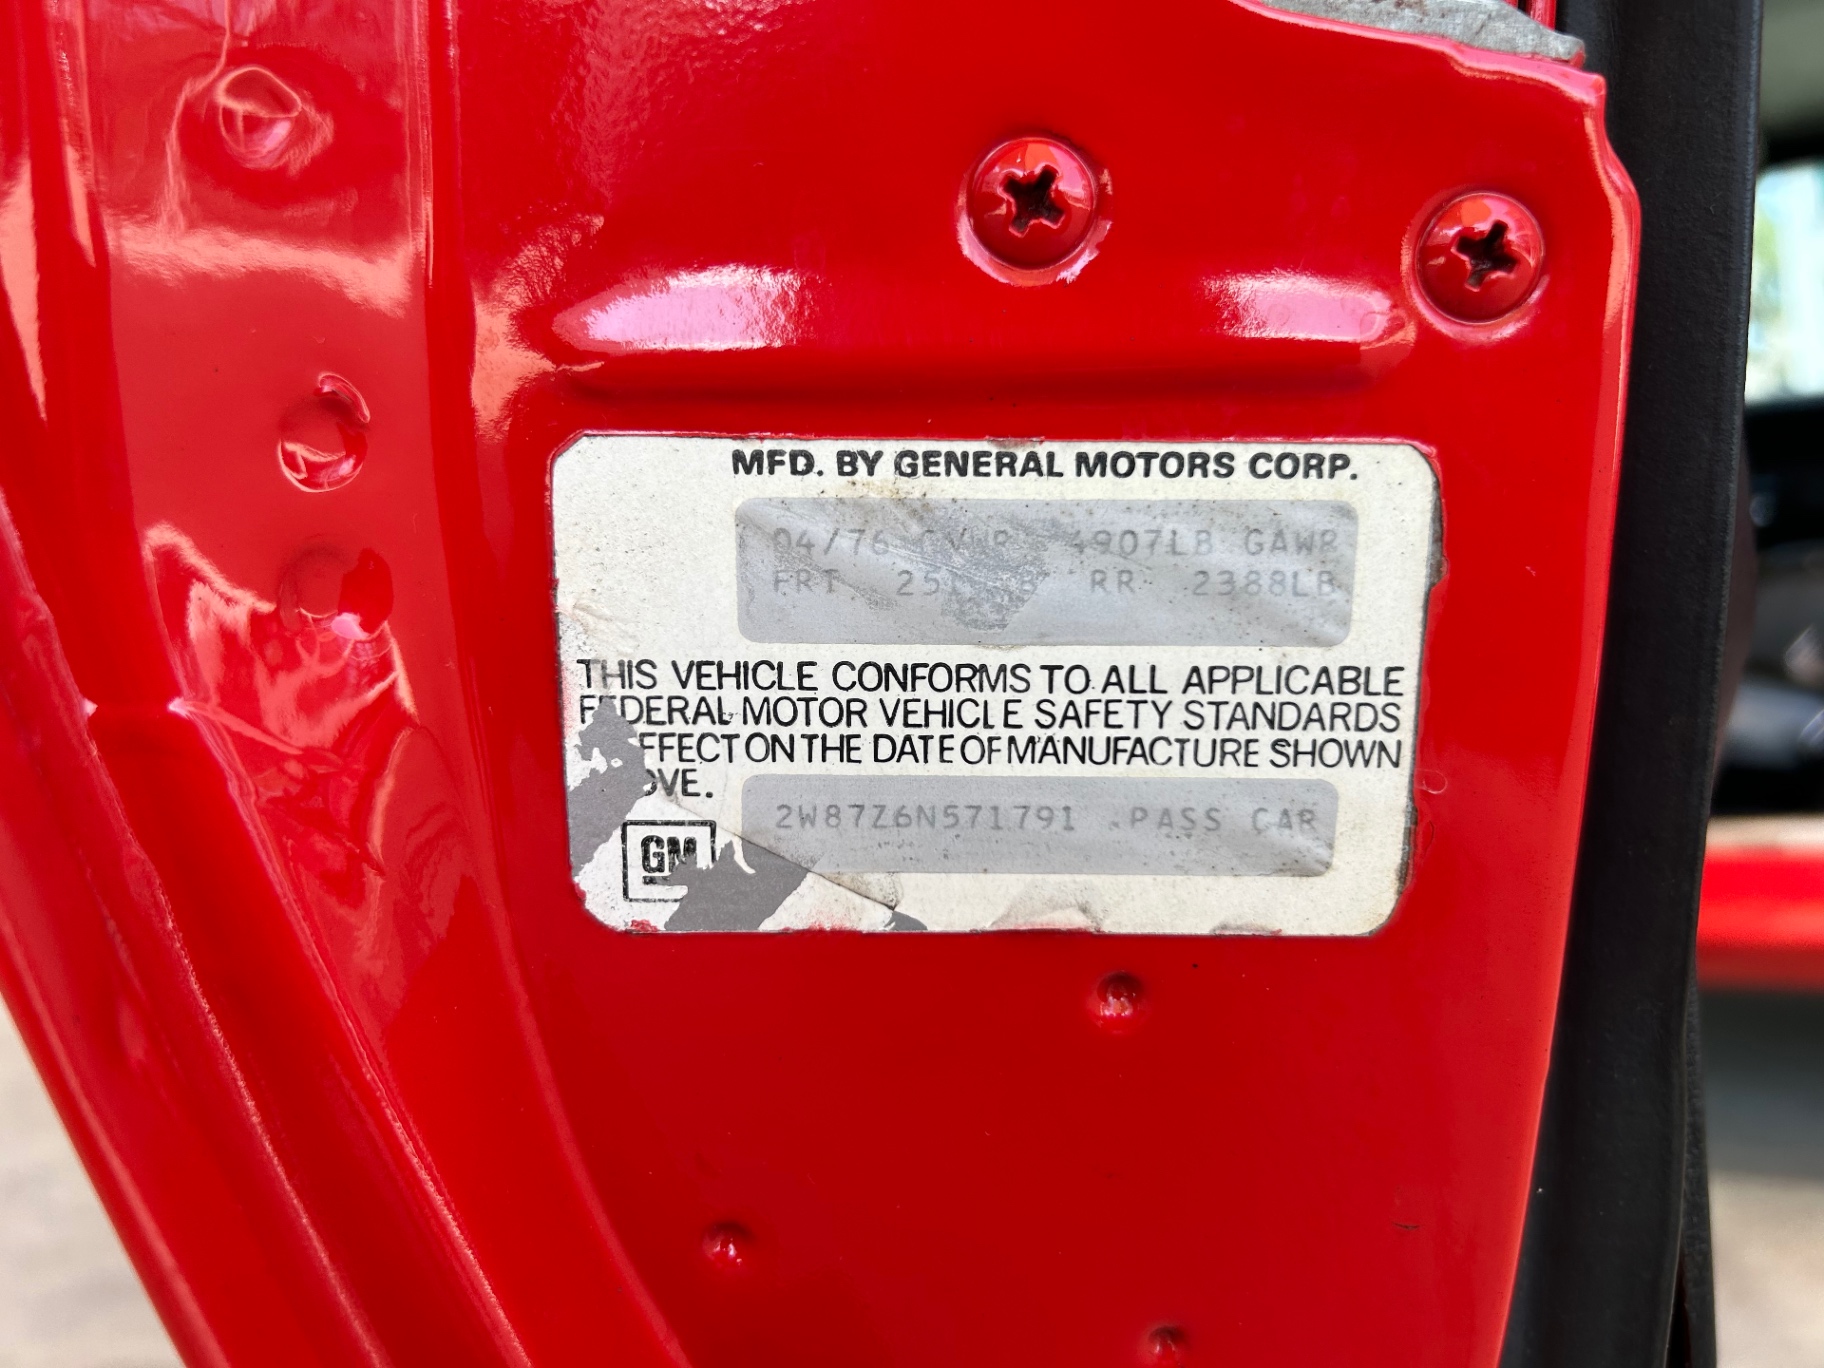 MFD. BY GENERAL MOTORS CORP.
04/76 GVWR 4907LB GAWR
FRT RR 2388LB
THIS VEHICLE CONFORMS TO ALL APPLICABLE
FEDERAL MOTOR VEHICLE SAFETY STANDARDS
EFFECT ON THE DATE OF MANUFACTURE SHOWN
OVE.
2W87Z6N571791 PASS CAR
GM